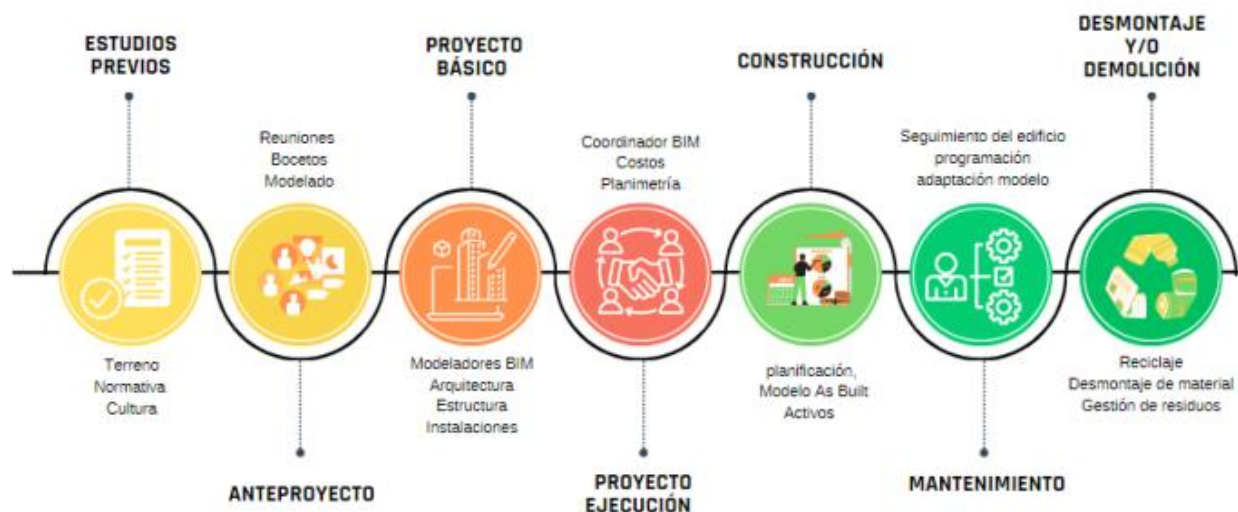 ESTUDIOS
PREVIOS
Terreno
Normativa
Cultura
Reuniones
Bocetos
Modelado
ANTEPROYECTO
PROYECTO
BÁSICO
Modeladores BIM
Arquitectura
Estructura
Instalaciones
Coordinador BIM
Costos
Planimetría
PROYECTO
EJECUCIÓN
CONSTRUCCIÓN
planificación,
Modelo As Built
Activos
Seguimiento del edificio
programación
adaptación modelo
MANTENIMIENTO
DESMONTAJE
Y/O
DEMOLICIÓN
Reciclaje
Desmontaje de material
Gestión de residuos